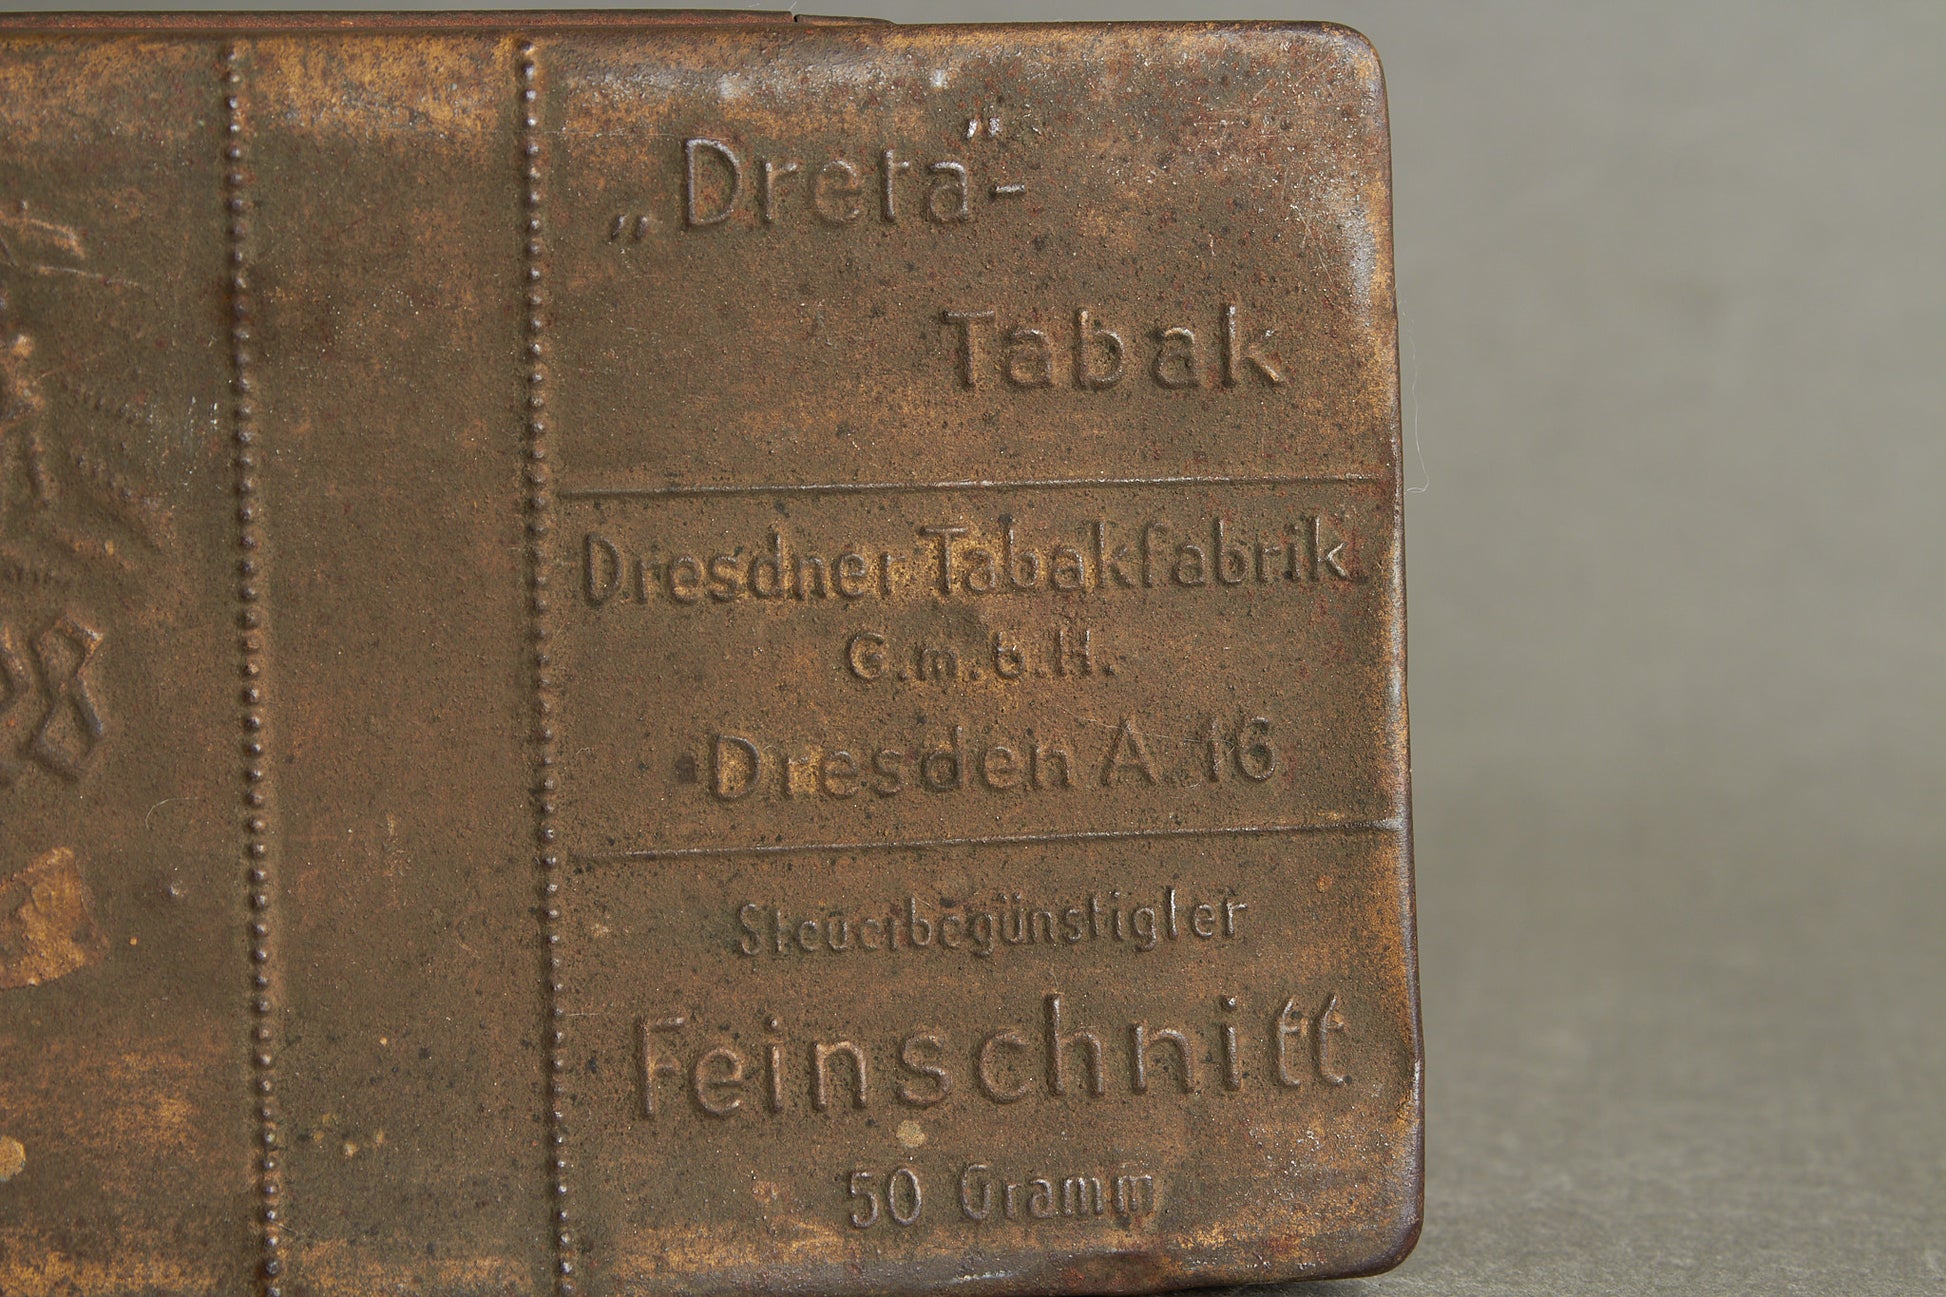 „Dreta“-
Tabak
Dresdner Tabakfabrik
G.m.b.H.
Dresden A. 16
Steuerbegünstigter
Feinschnitt
50 Gramm